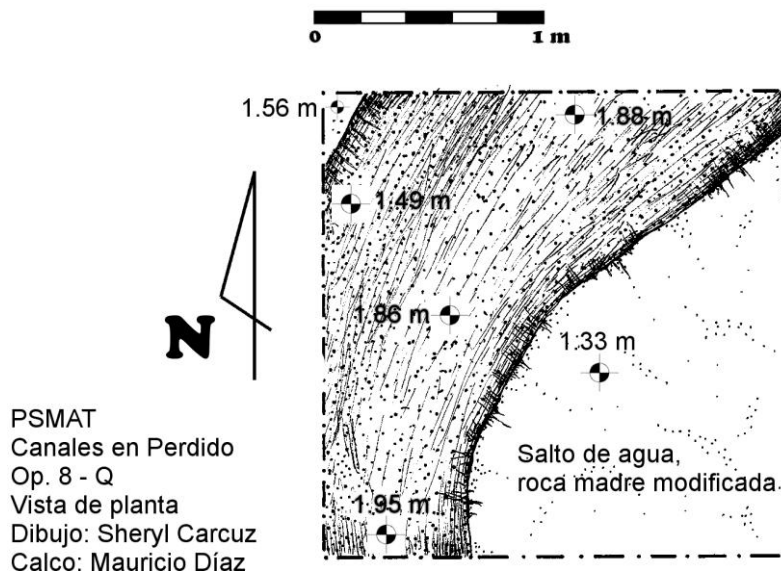 0 1 m
1.56 m
1.88 m
1.49 m
1.86 m
1.33 m
N
PSMAT
Canales en Perdido
Op. 8 - Q
Vista de planta
Dibujo: Sheryl Carcuz
Calco: Mauricio Díaz
Salto de agua,
roca madre modificada
1.95 m